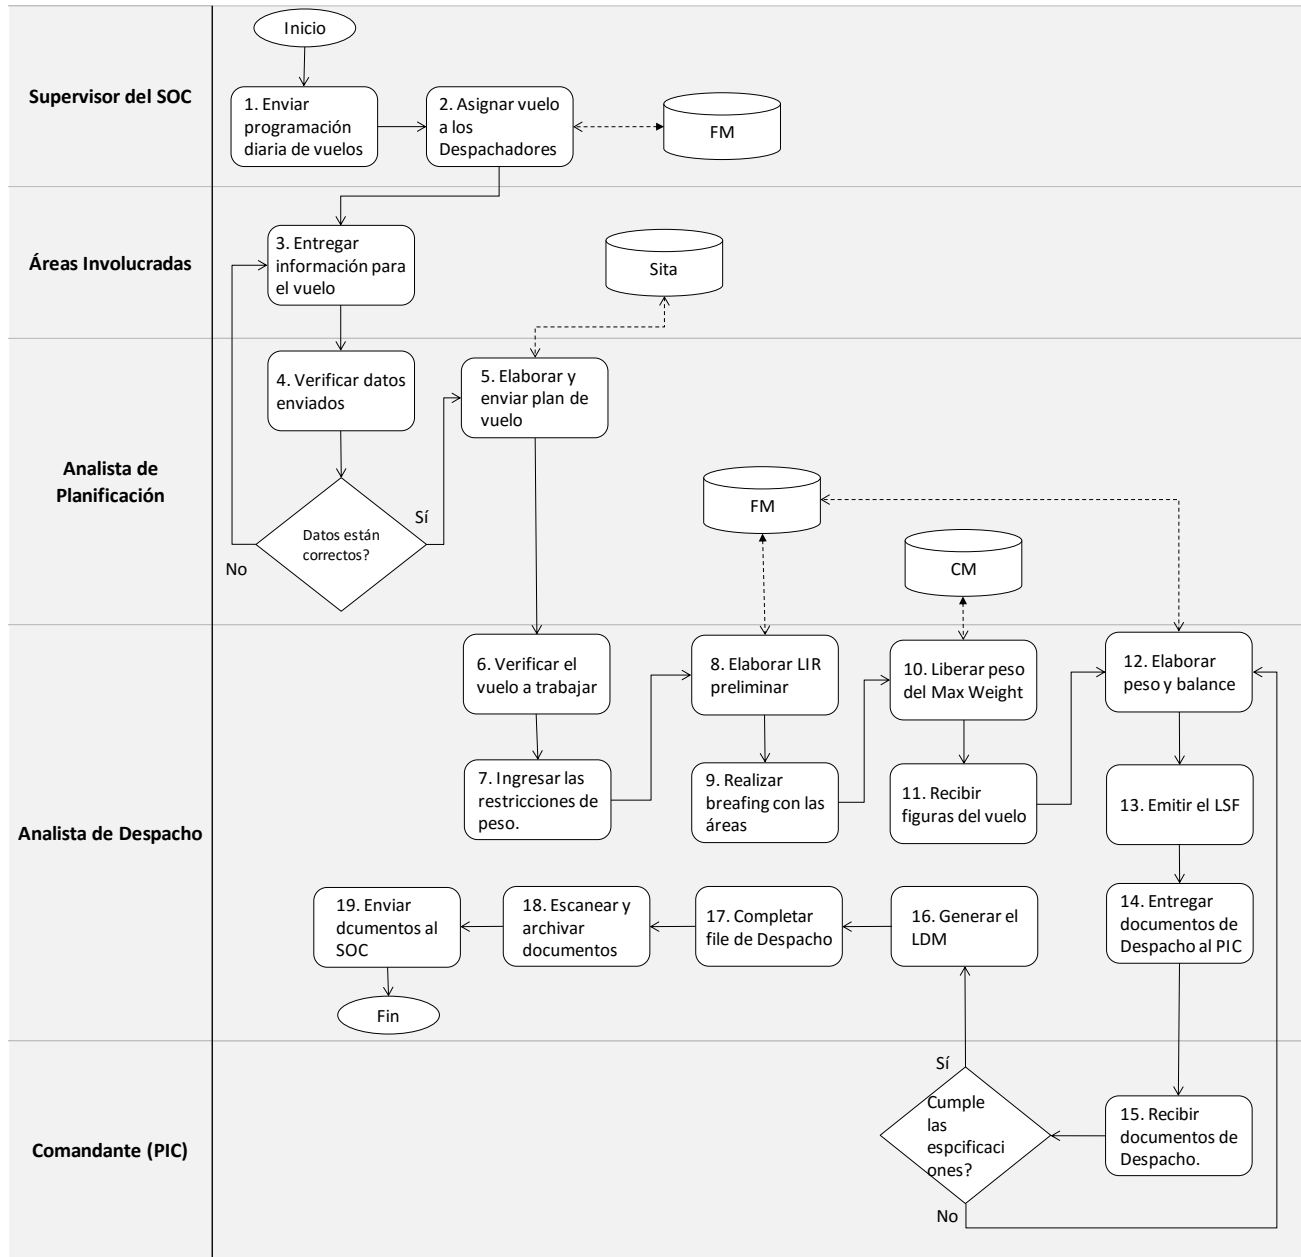 Supervisor del SOC
Inicio
1. Enviar
programación
diaria de vuelos
2. Asignar vuelo
a los
Despachadores
FM
Áreas Involucradas
3. Entregar
información para
el vuelo
Sita
Analista de
Planificación
4. Verificar datos
enviados
5. Elaborar y
enviar plan de
vuelo
Datos están
correctos?
Sí
No
FM
CM
Analista de Despacho
6. Verificar el
vuelo a trabajar
7. Ingresar las
restricciones de
peso.
8. Elaborar LIR
preliminar
9. Realizar
breafing con las
áreas
10. Liberar peso
del Max Weight
11. Recibir
figuras del vuelo
12. Elaborar
peso y balance
13. Emitir el LSF
14. Entregar
documentos de
Despacho al PIC
16. Generar el
LDM
17. Completar
file de Despacho
18. Escanear y
archivar
documentos
19. Enviar
dcumentos al
SOC
Fin
Comandante (PIC)
15. Recibir
documentos de
Despacho.
Sí
Cumple
las
espcificaci
ones?
No